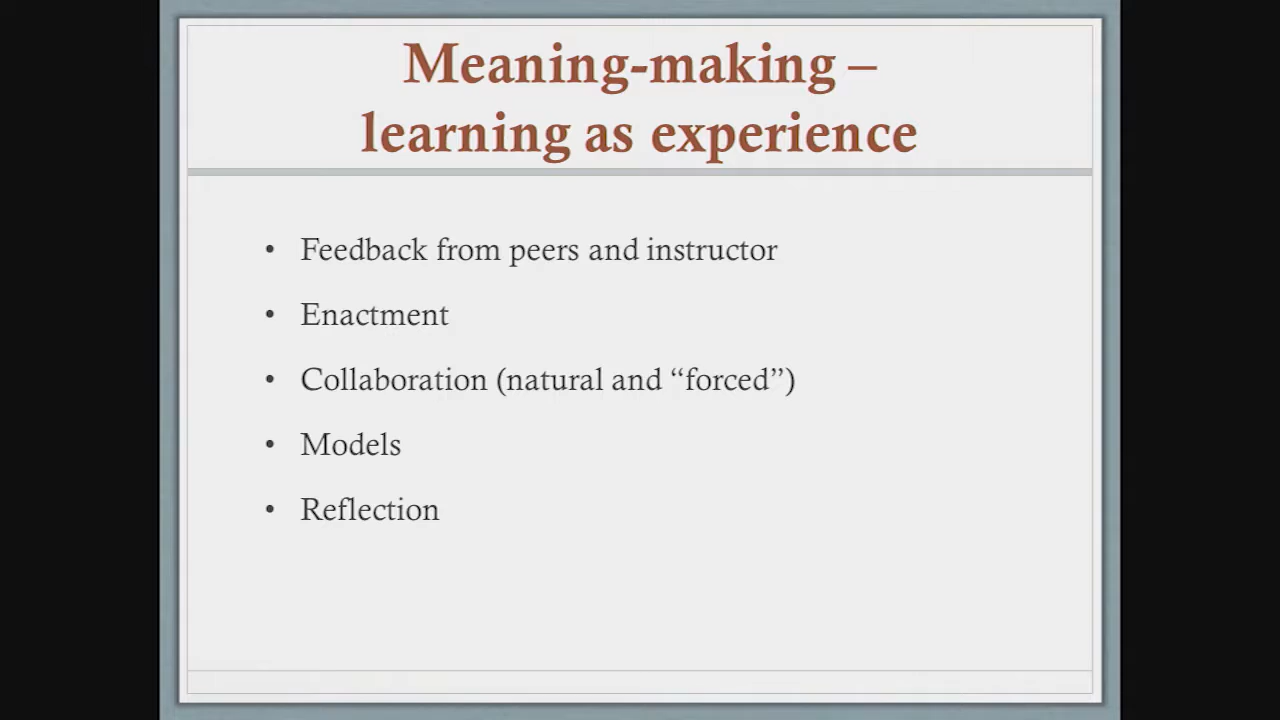 Meaning-making –
learning as experience
• Feedback from peers and instructor
• Enactment
• Collaboration (natural and “forced”)
• Models
• Reflection